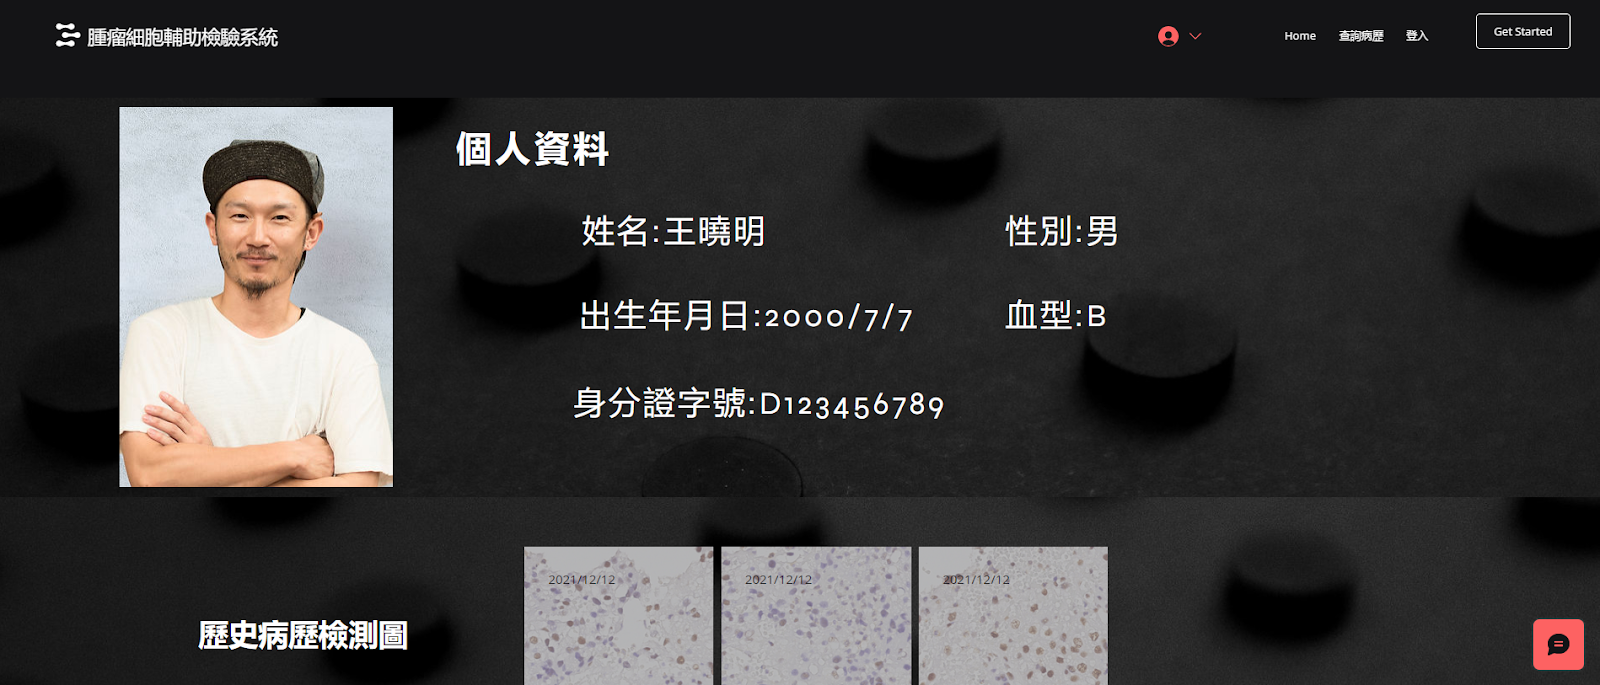 腫瘤細胞輔助檢驗系統
Home
查詢病歷
登入
Get Started
個人資料
姓名:王曉明
性別:男
出生年月日:2000/7/7
血型:B
身分證字號:D123456789
2021/12/12
2021/12/12
2021/12/12
歷史病歷檢測圖